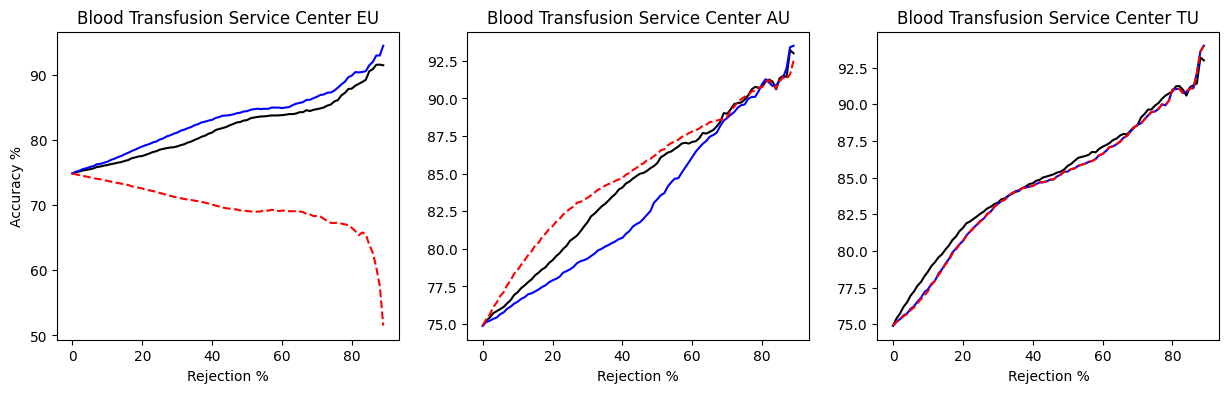 Blood Transfusion Service Center EU
Accuracy %
90
80
70
60
50
0 20 40 60 80
Rejection %
Blood Transfusion Service Center AU
92.5
90.0
87.5
85.0
82.5
80.0
77.5
75.0
0 20 40 60 80
Rejection %
Blood Transfusion Service Center TU
92.5
90.0
87.5
85.0
82.5
80.0
77.5
75.0
0 20 40 60 80
Rejection %